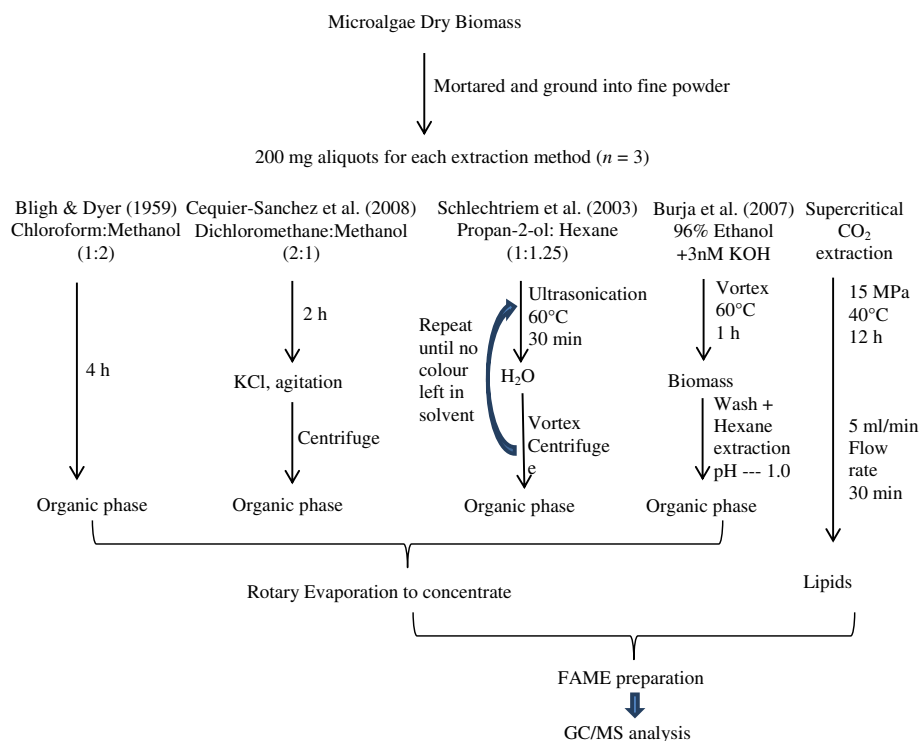 Microalgae Dry Biomass
Mortared and ground into fine powder
200 mg aliquots for each extraction method (n = 3)
Bligh & Dyer (1959)
Chloroform:Methanol
(1:2)
4 h
Organic phase
Cequier-Sanchez et al. (2008)
Dichloromethane:Methanol
(2:1)
2 h
KCl, agitation
Centrifuge
Organic phase
Schlechtriem et al. (2003)
Propan-2-ol: Hexane
(1:1.25)
Ultrasonication
60°C
30 min
Repeat
until no
colour
left in
solvent
H₂O
Vortex
Centrifuge
e
Organic phase
Burja et al. (2007)
96% Ethanol
+3nM KOH
Vortex
60°C
1 h
Biomass
Wash +
Hexane
extraction
pH --- 1.0
Organic phase
Supercritical
CO₂
extraction
15 MPa
40°C
12 h
5 ml/min
Flow
rate
30 min
Lipids
Rotary Evaporation to concentrate
FAME preparation
GC/MS analysis